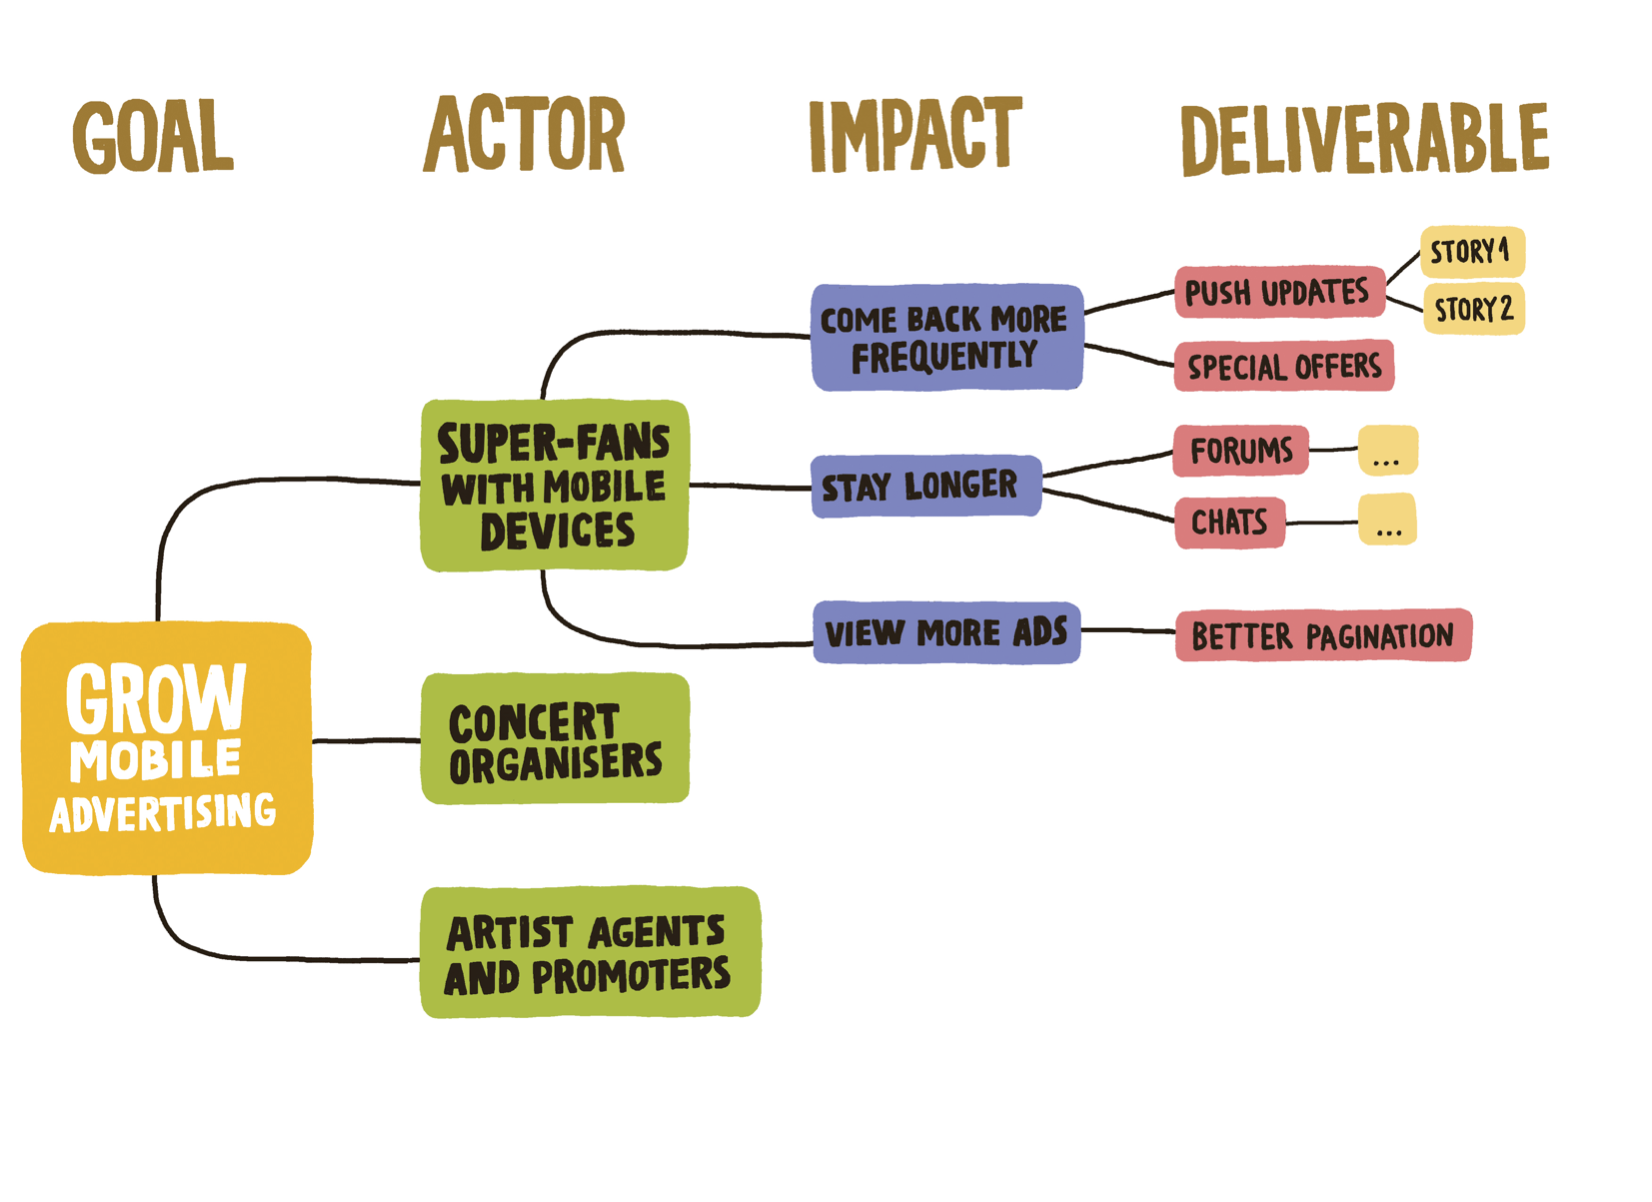 GOAL
ACTOR
IMPACT
DELIVERABLE
STORY 1
PUSH UPDATES
STORY 2
COME BACK MORE
FREQUENTLY
SPECIAL OFFERS
SUPER-FANS
WITH MOBILE
DEVICES
STAY LONGER
FORUMS
...
CHATS
...
VIEW MORE ADS
BETTER PAGINATION
GROW
MOBILE
ADVERTISING
CONCERT
ORGANISERS
ARTIST AGENTS
AND PROMOTERS